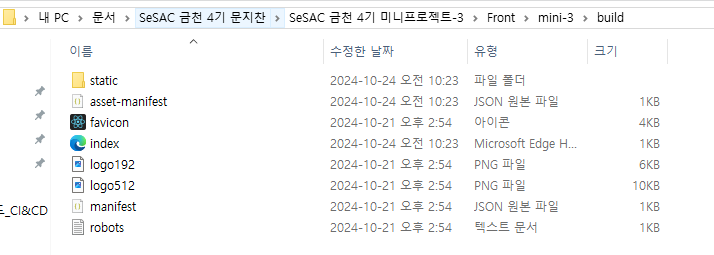 내 PC > 문서 > SeSAC 금천 4기 문지찬 > SeSAC 금천 4기 미니프로젝트-3 > Front > mini-3 > build
이름 수정한 날짜 유형 크기
static 2024-10-24 오전 10:23 파일 폴더
asset-manifest 2024-10-24 오전 10:23 JSON 원본 파일 1KB
favicon 2024-10-21 오후 2:54 아이콘 4KB
index 2024-10-24 오전 10:23 Microsoft Edge H... 1KB
logo192 2024-10-21 오후 2:54 PNG 파일 6KB
logo512 2024-10-21 오후 2:54 PNG 파일 10KB
manifest 2024-10-21 오후 2:54 JSON 원본 파일 1KB
_CI&CD
robots 2024-10-21 오후 2:54 텍스트 문서 1KB